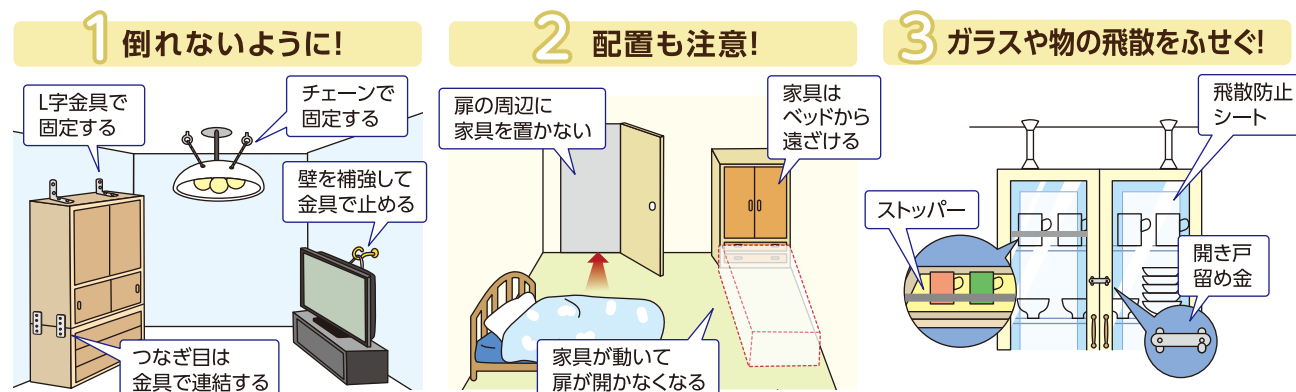 1 倒れないように!
L字金具で
固定する
チェーンで
固定する
壁を補強して
金具で止める
つなぎ目は
金具で連結する
2 配置も注意!
扉の周辺に
家具を置かない
家具は
ベッドから
遠ざける
家具が動いて
扉が開かなくなる
3 ガラスや物の飛散をふせぐ!
飛散防止
シート
ストッパー
開き戸
留め金